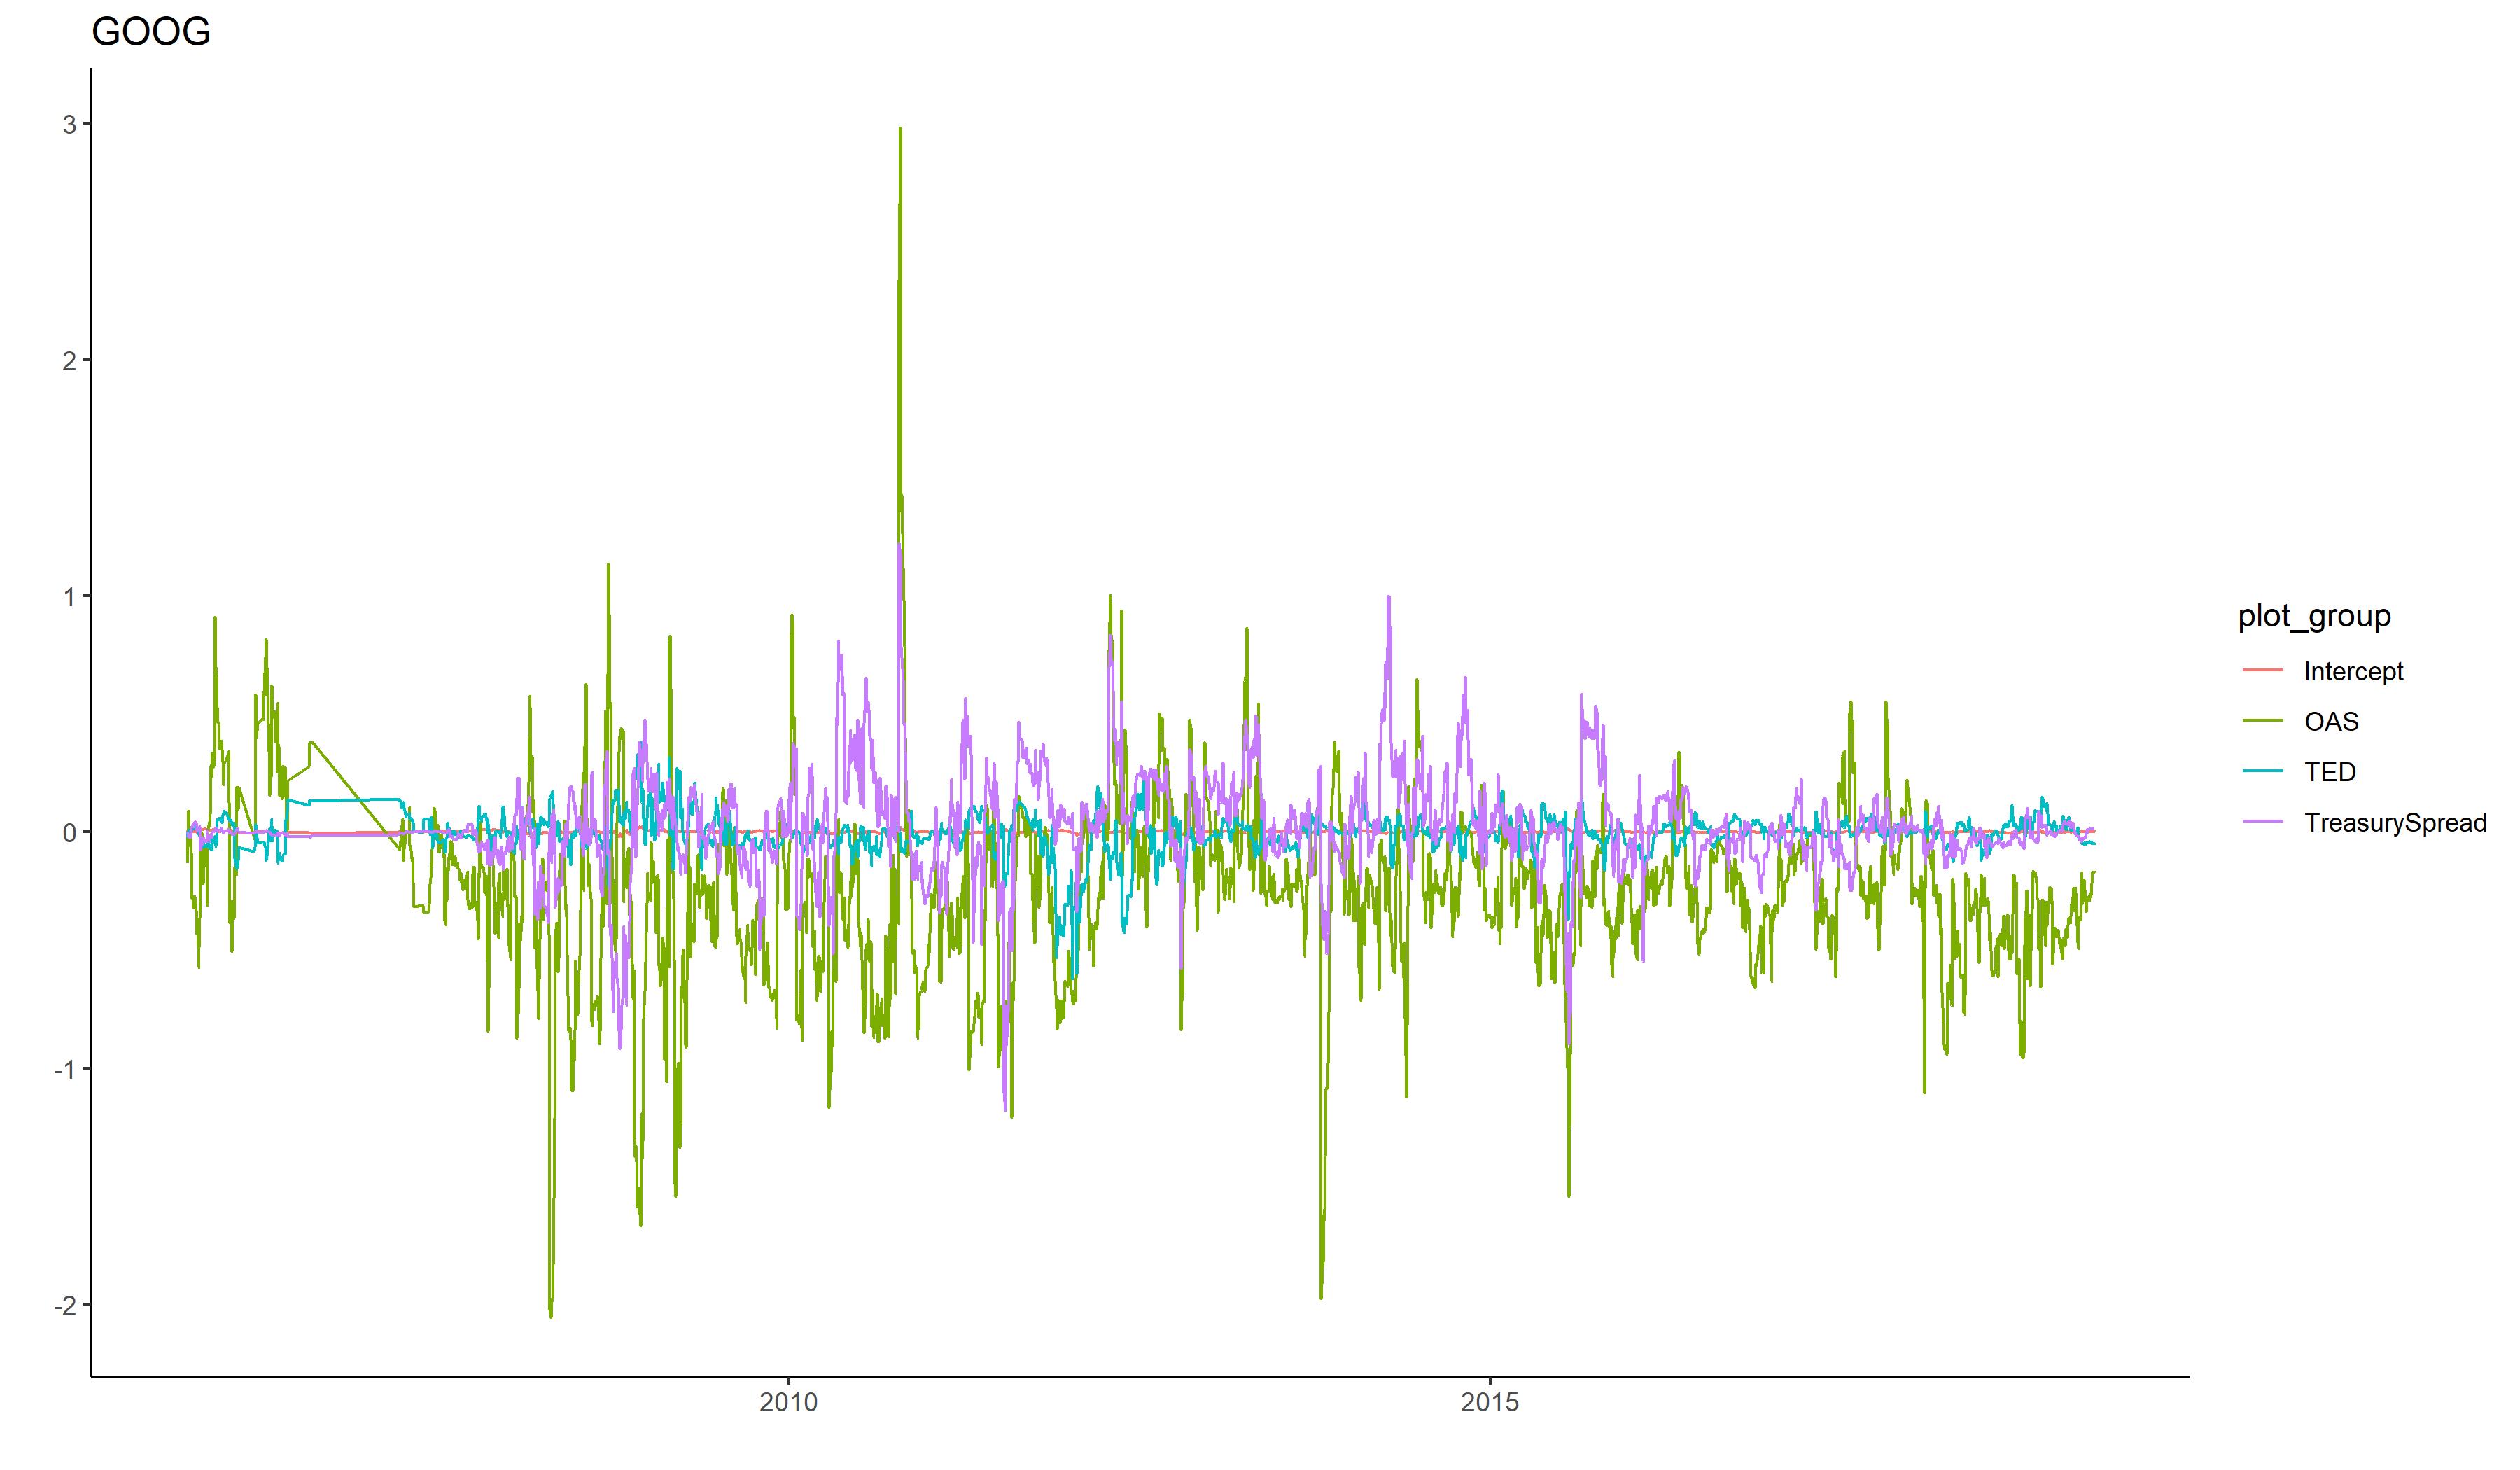 GOOG
3
2
1
0
-1
-2
2010 2015
plot_group
Intercept
OAS
TED
TreasurySpread